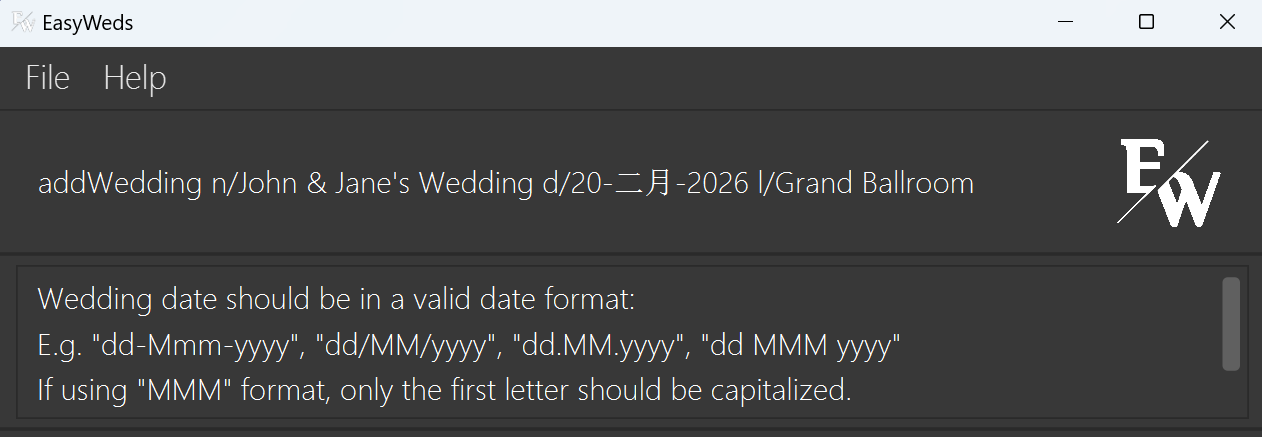 EasyWeds
File Help
addWedding n/John & Jane's Wedding d/20-二月-2026 l/Grand Ballroom
EW
Wedding date should be in a valid date format:
E.g. "dd-Mmm-yyyy", "dd/MM/yyyy", "dd.MM.yyyy", "dd MMM yyyy"
If using "MMM" format, only the first letter should be capitalized.